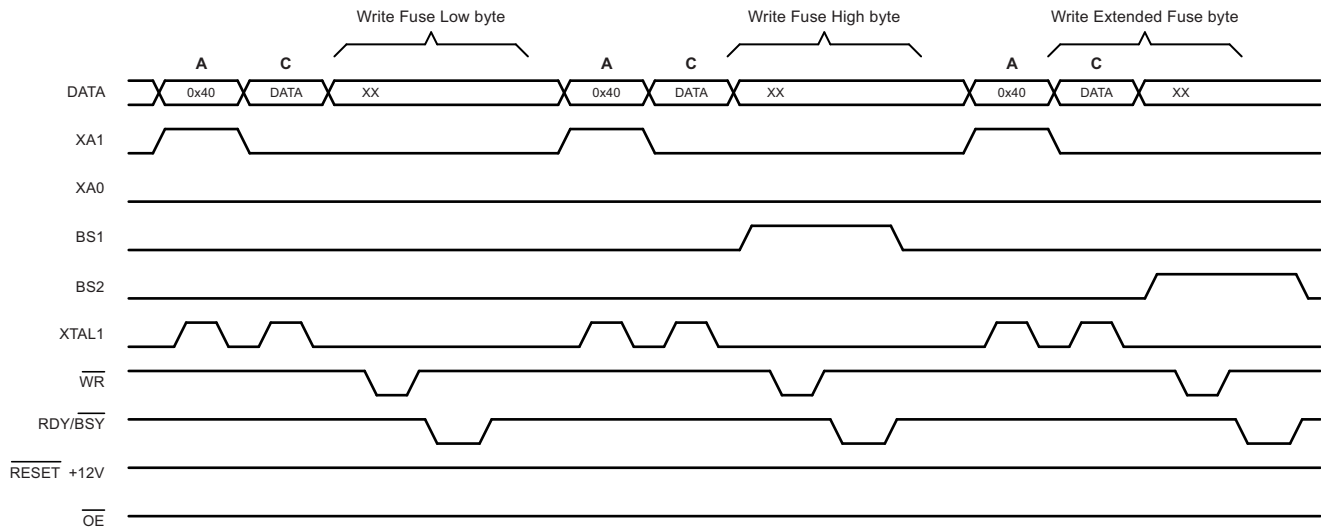 Write Fuse Low byte Write Fuse High byte Write Extended Fuse byte
A C A C A C
DATA 0x40 DATA XX 0x40 DATA XX 0x40 DATA XX
XA1
XA0
BS1
BS2
XTAL1
WR
RDY/BSY
RESET +12V
OE